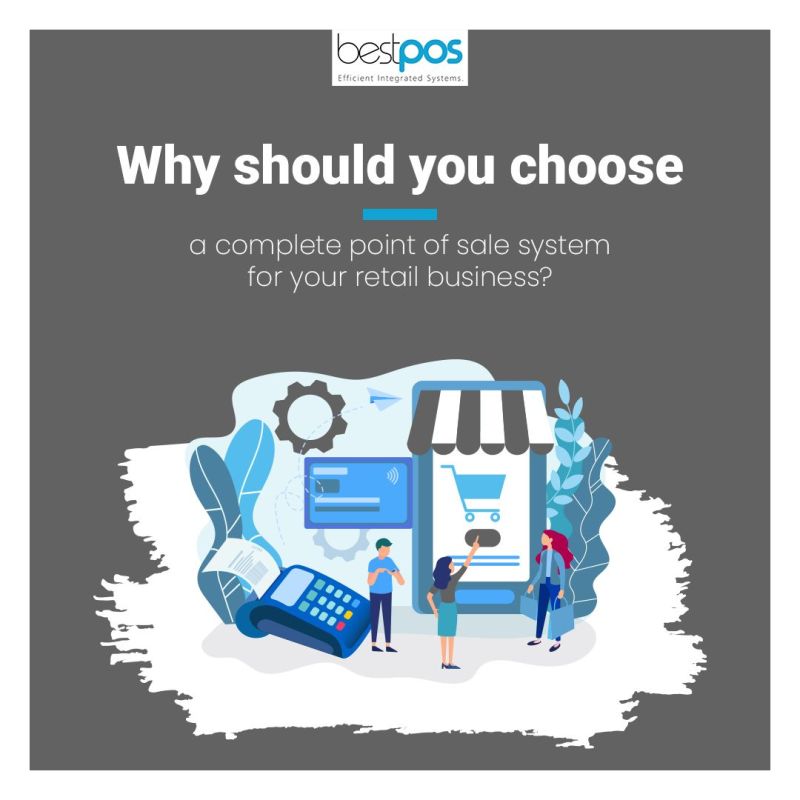 bestpos
Efficient Integrated Systems.
Why should you choose
a complete point of sale system
for your retail business?